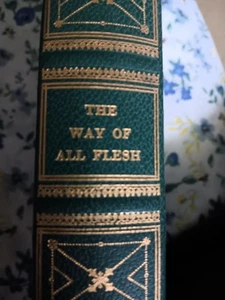 THE
WAY OF
ALL FLESH